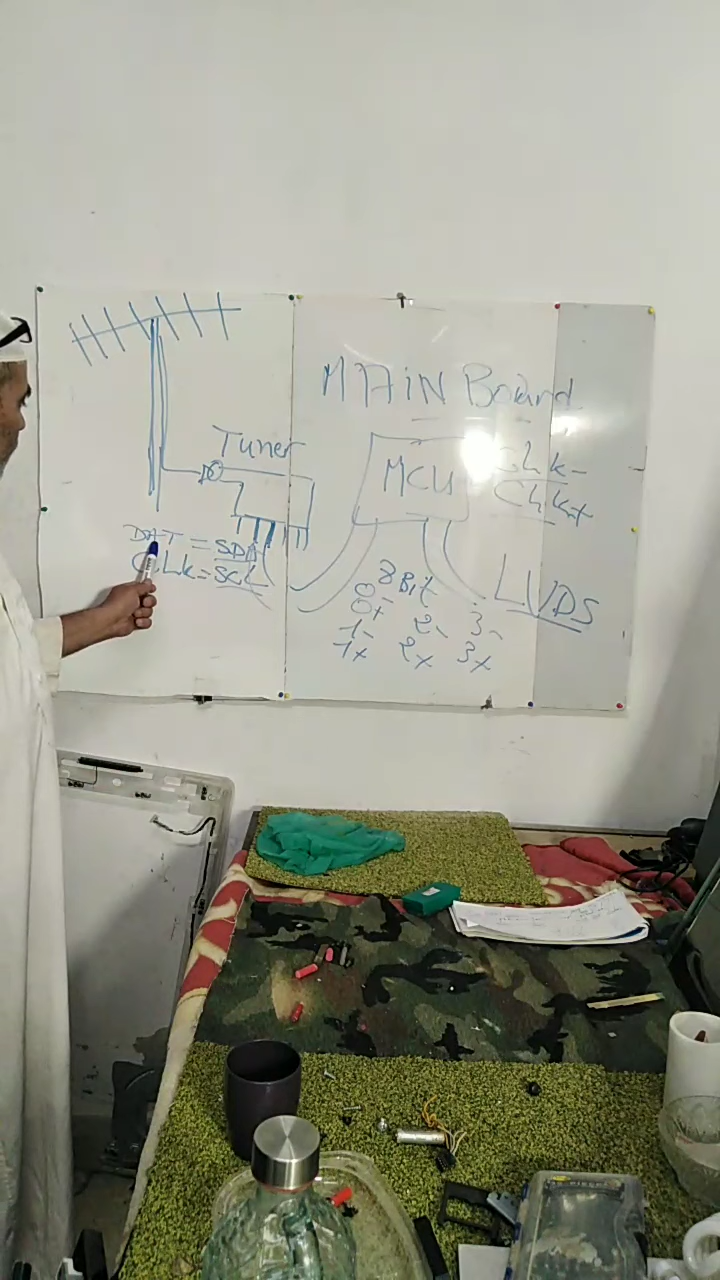 MAIN Board
Tuner
MCU
Clk-
Clk+
DAT = SDA
CLK = SCL
8Bit
LVDS
0-
0+
1- 2- 3-
1+ 2+ 3+